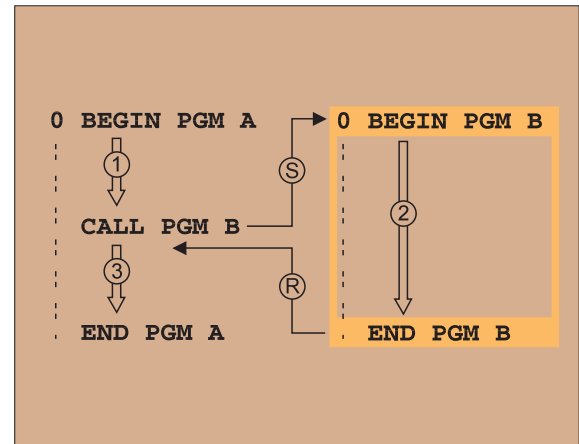 0 BEGIN PGM A
1
CALL PGM B
3
END PGM A
S
R
0 BEGIN PGM B
2
END PGM B